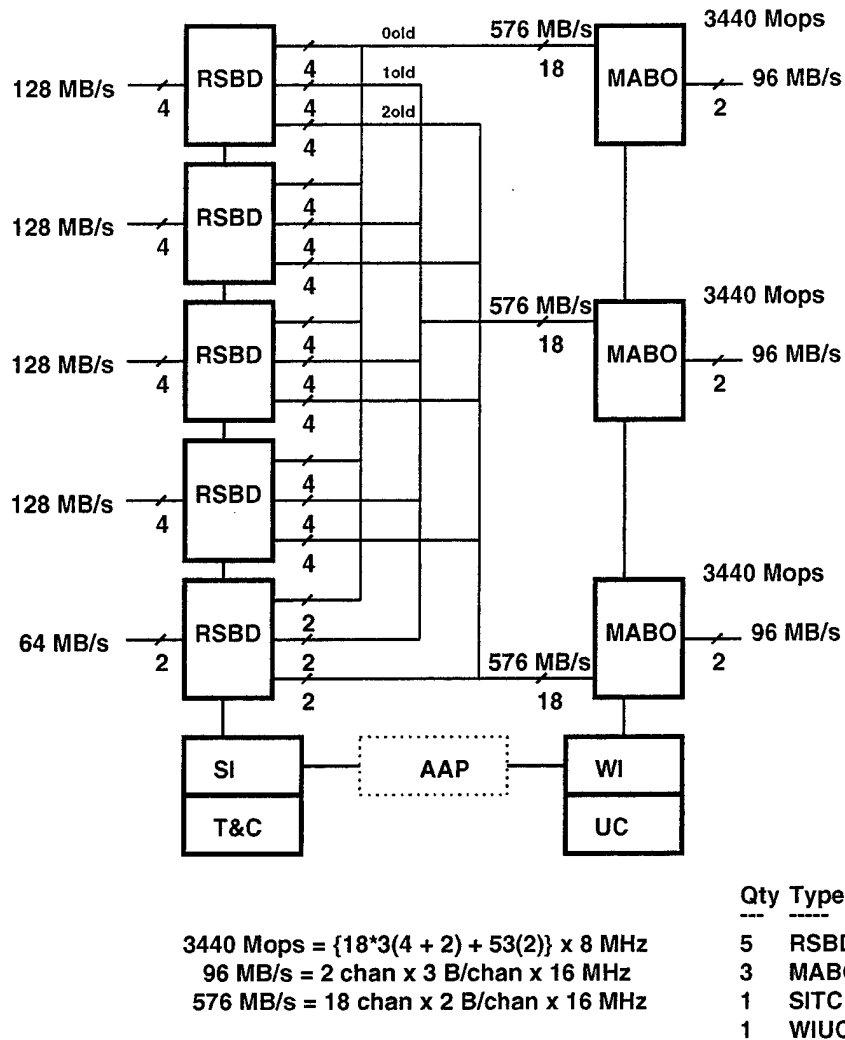 3440 Mops
0old
576 MB/s
4
18
RSBD
MABO
128 MB/s
4
1old
4
96 MB/s
2
2old
4
RSBD
128 MB/s
4
4
4
4
3440 Mops
576 MB/s
18
RSBD
MABO
128 MB/s
4
4
4
4
96 MB/s
2
RSBD
128 MB/s
4
4
4
4
3440 Mops
RSBD
MABO
64 MB/s
2
2
2
2
96 MB/s
2
576 MB/s
18
SI
AAP
WI
T&C
UC
Qty Type
--- -----
3440 Mops = {18*3(4 + 2) + 53(2)} x 8 MHz
96 MB/s = 2 chan x 3 B/chan x 16 MHz
576 MB/s = 18 chan x 2 B/chan x 16 MHz
5 RSBD
3 MABO
1 SITC
1 WIUC